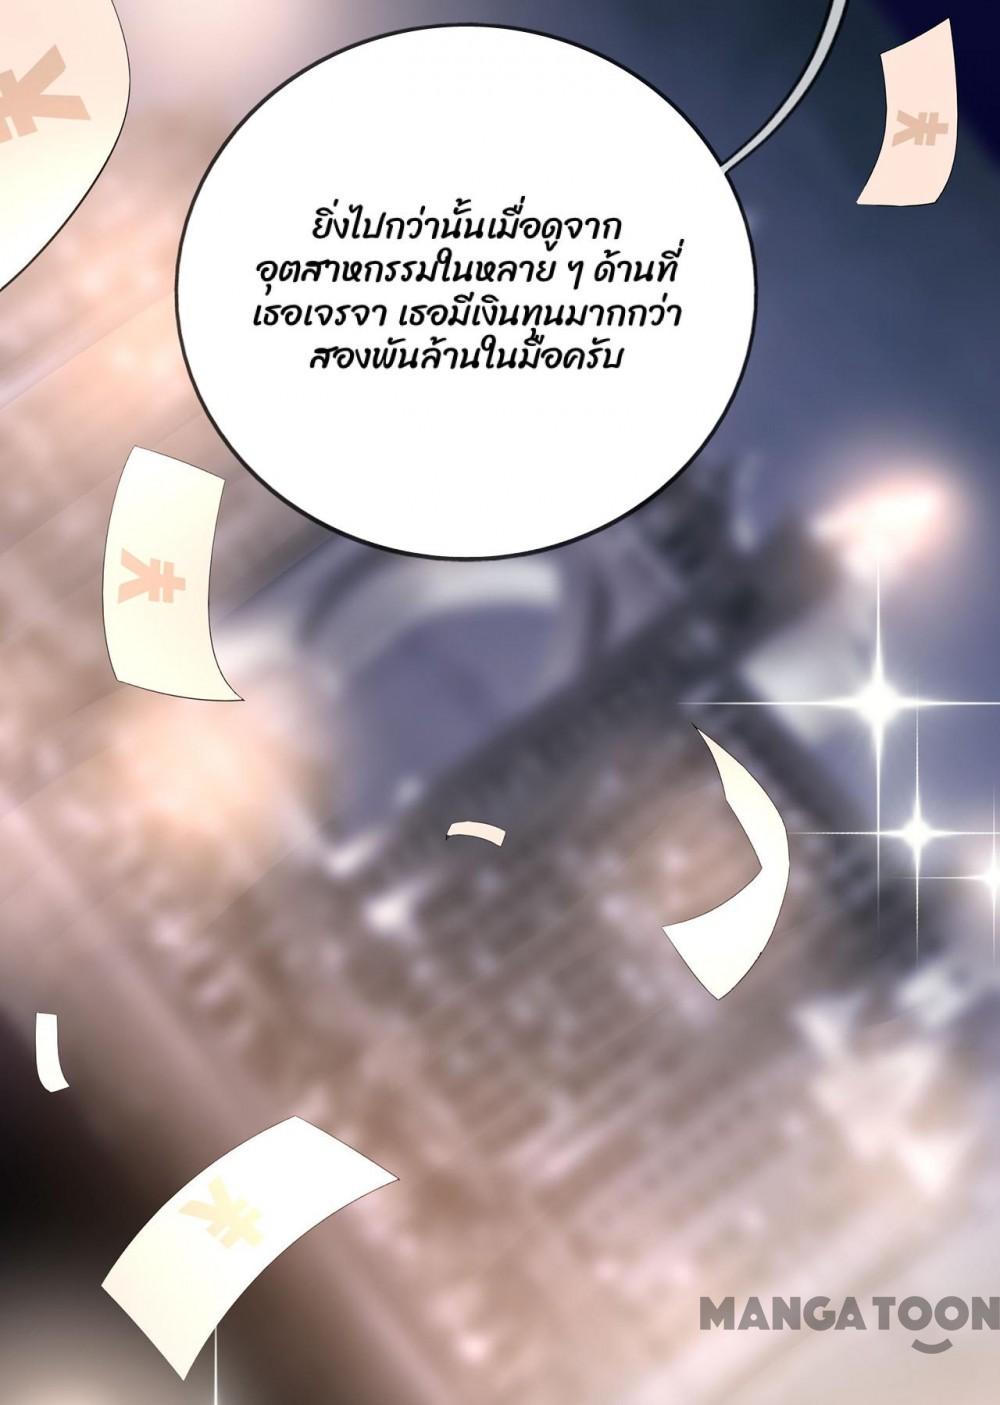 ยิ่งไปกว่านั้นเมื่อดูจาก
อุตสาหกรรมในหลาย ๆ ด้านที่
เธอเจรจา เธอมีเงินทุนมากกว่า
สองพันล้านในมือครับ
¥
¥
¥
¥
MANGATOON